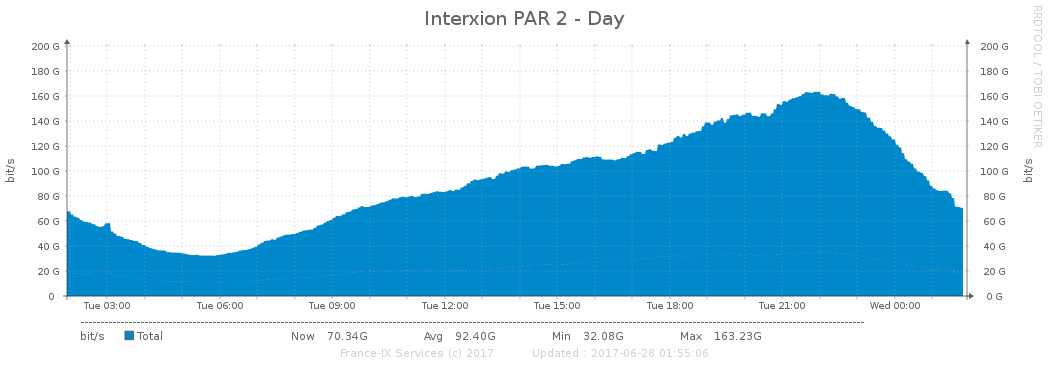 Interxion PAR 2 - Day
RRDTOOL / TOBI OETIKER
200 G 200 G
180 G 180 G
160 G 160 G
140 G 140 G
120 G 120 G
100 G 100 G
80 G 80 G
60 G 60 G
40 G 40 G
20 G 20 G
0 0 G
bit/s bit/s
Tue 03:00 Tue 06:00 Tue 09:00 Tue 12:00 Tue 15:00 Tue 18:00 Tue 21:00 Wed 00:00
bit/s Total Now 70.34G Avg 92.40G Min 32.08G Max 163.23G
France-IX Services (c) 2017 Updated : 2017-06-28 01:55:06